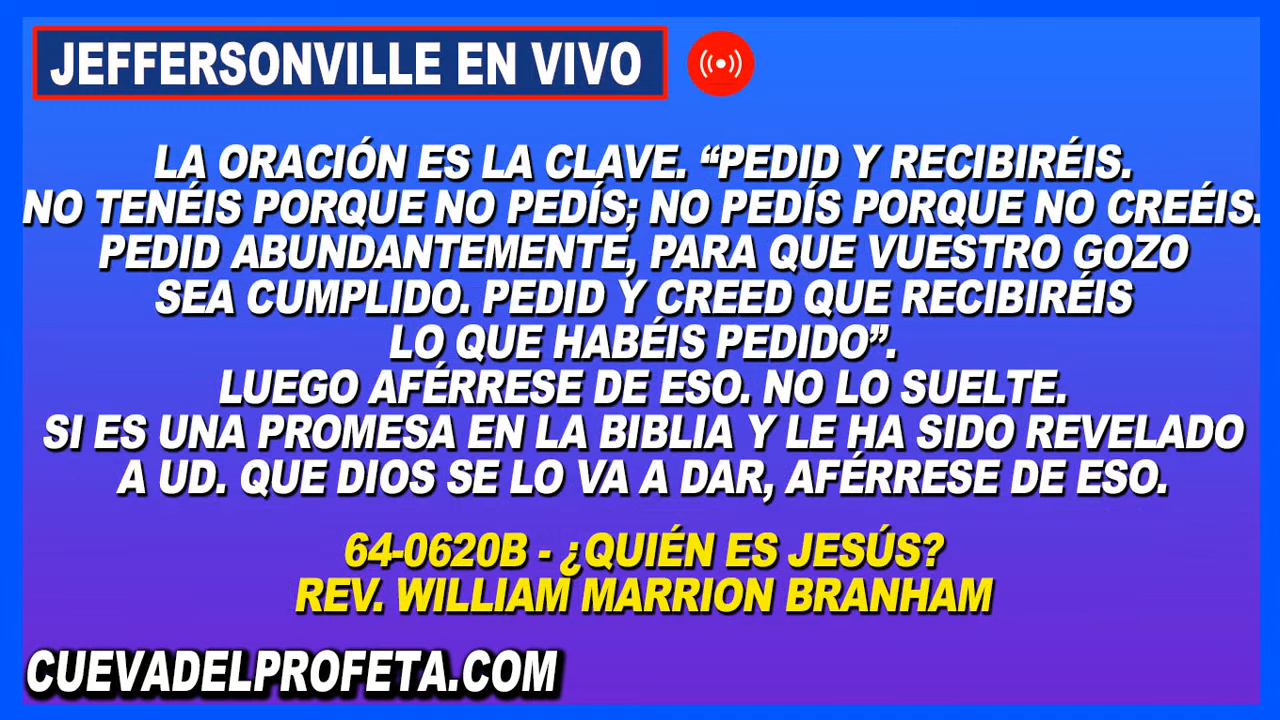 JEFFERSONVILLE EN VIVO
LA ORACIÓN ES LA CLAVE. “PEDID Y RECIBIRÉIS.
NO TENÉIS PORQUE NO PEDÍS; NO PEDÍS PORQUE NO CREÉIS.
PEDID ABUNDANTEMENTE, PARA QUE VUESTRO GOZO
SEA CUMPLIDO. PEDID Y CREED QUE RECIBIRÉIS
LO QUE HABÉIS PEDIDO”.
LUEGO AFÉRRESE DE ESO. NO LO SUELTE.
SI ES UNA PROMESA EN LA BIBLIA Y LE HA SIDO REVELADO
A UD. QUE DIOS SE LO VA A DAR, AFÉRRESE DE ESO.
64-0620B - ¿QUIÉN ES JESÚS?
REV. WILLIAM MARRION BRANHAM
CUEVADELPROFETA.COM